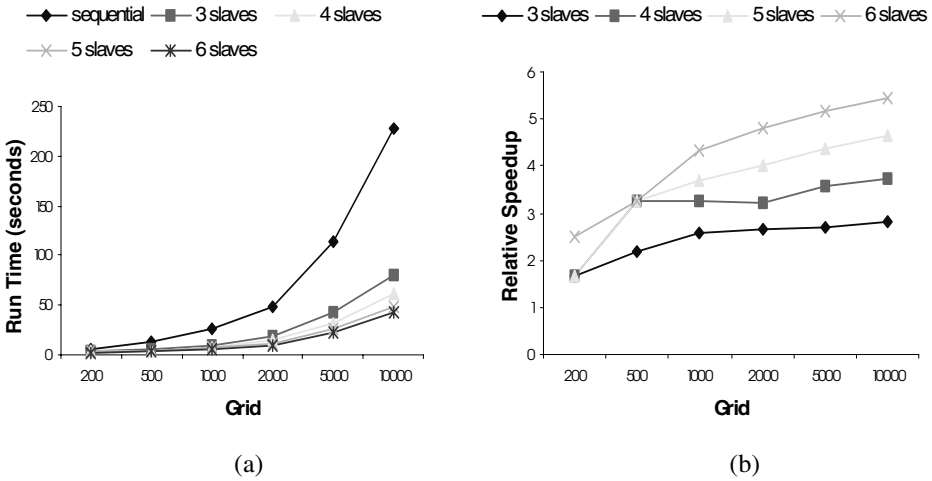 sequential 3 slaves 4 slaves
5 slaves 6 slaves
250
200
150
100
50
0
Run Time (seconds)
200 500 1000 2000 5000 10000
Grid
(a)
3 slaves 4 slaves 5 slaves 6 slaves
6
5
4
3
2
1
0
Relative Speedup
200 500 1000 2000 5000 10000
Grid
(b)